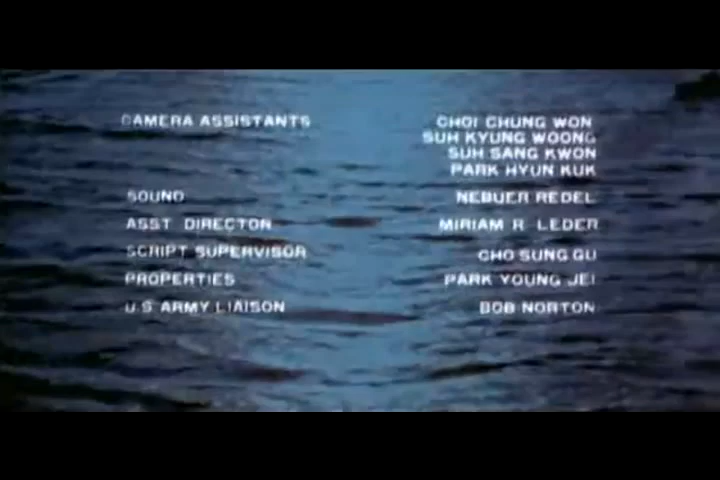 CAMERA ASSISTANTS CHOI CHUNG WON
SUH KYUNG WOONG
SUH SANG KWON
PARK HYUN KUK
SOUND NEBUER REDEL
ASST DIRECTOR MIRIAM R LEDER
SCRIPT SUPERVISOR CHO SUNG GU
PROPERTIES PARK YOUNG JEI
U S ARMY LIAISON BOB NORTON